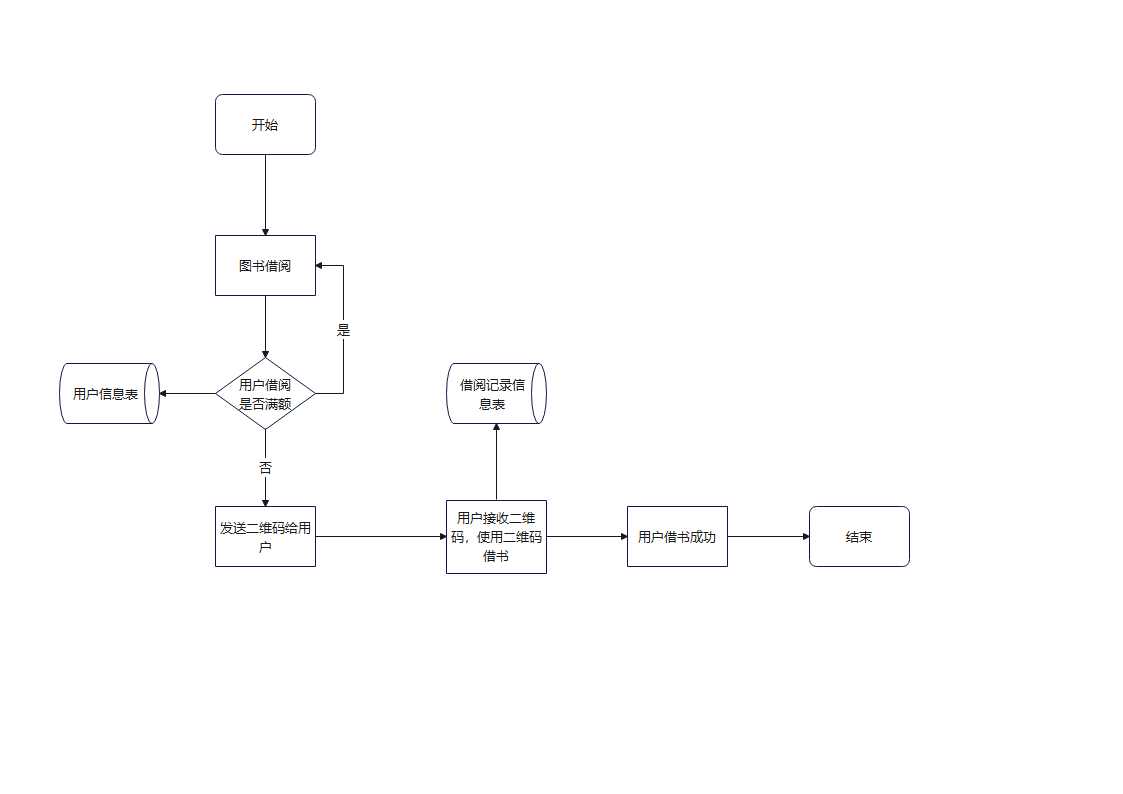 开始
图书借阅
是
用户信息表
用户借阅
是否满额
借阅记录信
息表
否
发送二维码给用
户
用户接收二维
码，使用二维码
借书
用户借书成功
结束